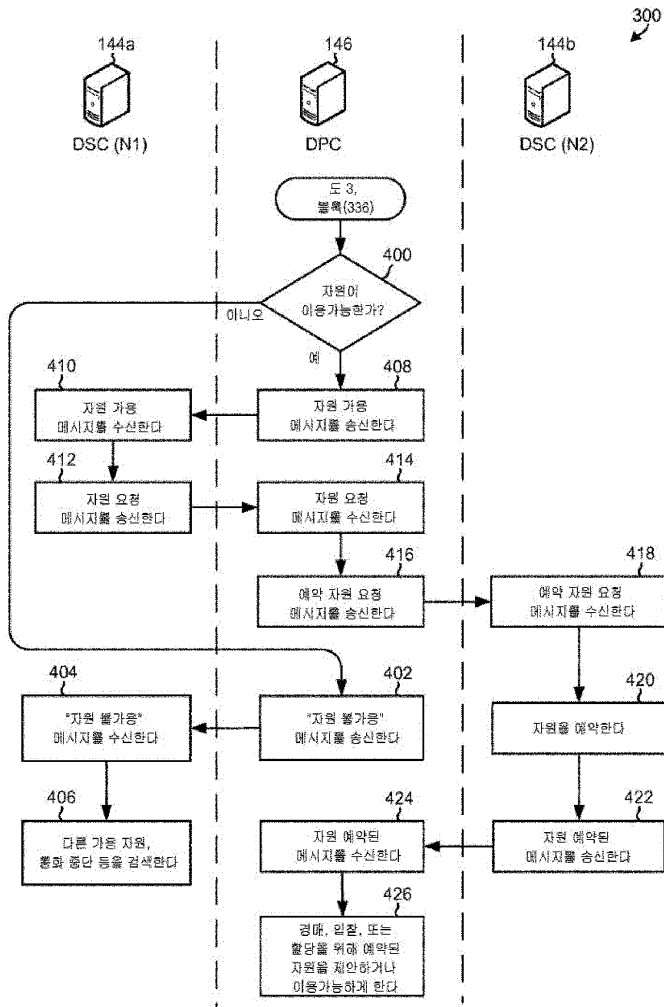 300
144a
146
144b
DSC (N1)
DPC
DSC (N2)
도 3,
블록(336)
400
자원이
이용가능한가?
아니오
예
410
자원 가용
메시지를 수신한다
408
자원 가용
메시지를 송신한다
412
자원 요청
메시지를 송신한다
414
자원 요청
메시지를 수신한다
416
예약 자원 요청
메시지를 송신한다
418
예약 자원 요청
메시지를 수신한다
404
"자원 불가용"
메시지를 수신한다
402
"자원 불가용"
메시지를 송신한다
420
자원을 예약한다
406
다른 가용 자원,
통화 중단 등을 검색한다
424
자원 예약된
메시지를 수신한다
422
자원 예약된
메시지를 송신한다
426
경매, 입찰, 또는
할당을 위해 예약된
자원을 제안하거나
이용가능하게 한다